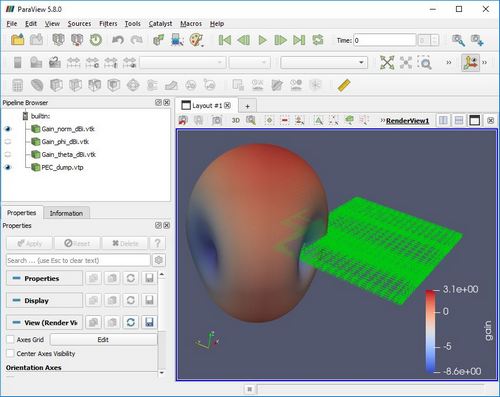 ParaView 5.8.0
File Edit View Sources Filters Tools Catalyst Macros Help
Time: 0
Pipeline Browser
builtin:
Gain_norm_dBi.vtk
Gain_phi_dBi.vtk
Gain_theta_dBi.vtk
PEC_dump.vtp
Properties Information
Properties
Apply Reset Delete ?
Search ... (use Esc to clear text)
Properties
Display
View (Render Vi
Axes Grid Edit
Center Axes Visibility
Orientation Axes
Layout #1 +
3D RenderView1
3.1e+00
0
-5
-8.6e+00
gain